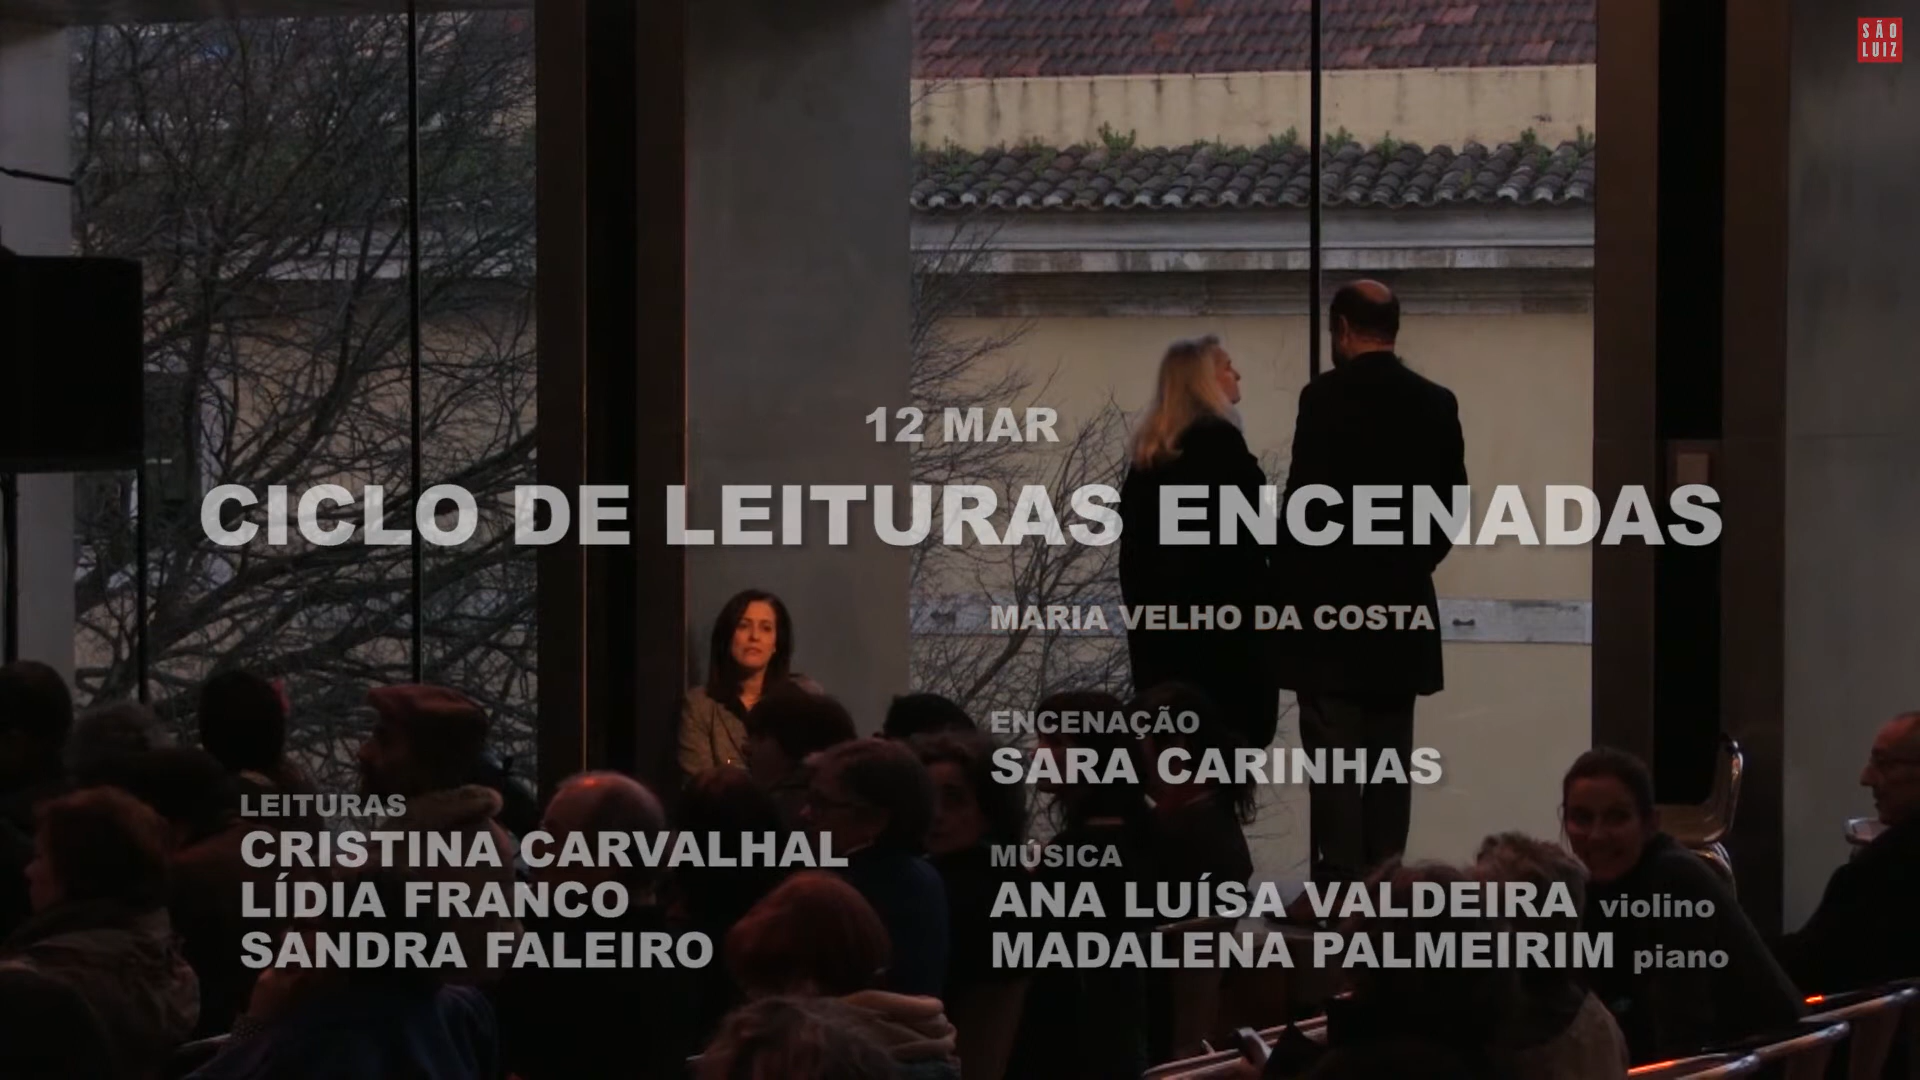 SÃO
LUIZ
12 MAR
CICLO DE LEITURAS ENCENADAS
MARIA VELHO DA COSTA
ENCENAÇÃO
SARA CARINHAS
LEITURAS
CRISTINA CARVALHAL
LÍDIA FRANCO
SANDRA FALEIRO
MÚSICA
ANA LUÍSA VALDEIRA violino
MADALENA PALMEIRIM piano